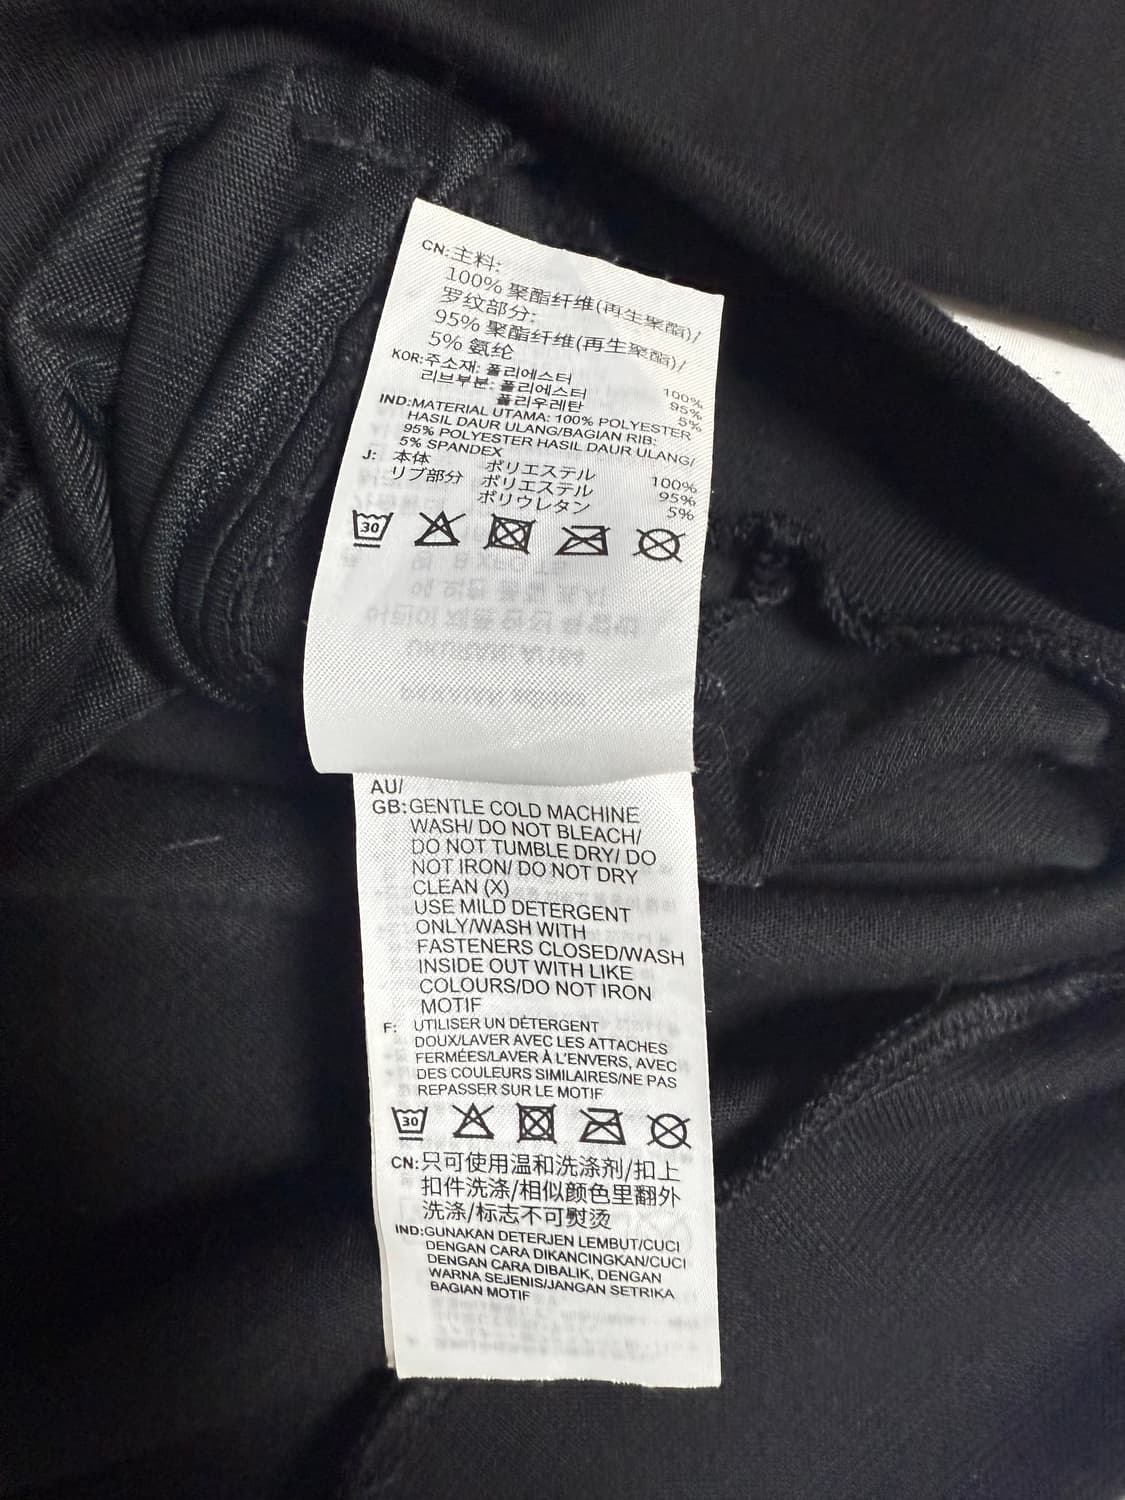 CN:主料:
100% 聚酯纤维(再生聚酯)/
罗纹部分:
95% 聚酯纤维(再生聚酯)/
5% 氨纶
KOR:주소재: 폴리에스터 100%
리브부분: 폴리에스터 95%
폴리우레탄 5%
IND:MATERIAL UTAMA: 100% POLYESTER
HASIL DAUR ULANG/BAGIAN RIB:
95% POLYESTER HASIL DAUR ULANG/
5% SPANDEX
J: 本体 ポリエステル 100%
リブ部分 ポリエステル 95%
ポリウレタン 5%
30
AU/
GB:GENTLE COLD MACHINE
WASH/ DO NOT BLEACH/
DO NOT TUMBLE DRY/ DO
NOT IRON/ DO NOT DRY
CLEAN (X)
USE MILD DETERGENT
ONLY/WASH WITH
FASTENERS CLOSED/WASH
INSIDE OUT WITH LIKE
COLOURS/DO NOT IRON
MOTIF
F: UTILISER UN DÉTERGENT
DOUX/LAVER AVEC LES ATTACHES
FERMÉES/LAVER À L'ENVERS, AVEC
DES COULEURS SIMILAIRES/NE PAS
REPASSER SUR LE MOTIF
30
CN:只可使用温和洗涤剂/扣上
扣件洗涤/相似颜色里翻外
洗涤/标志不可熨烫
IND:GUNAKAN DETERJEN LEMBUT/CUCI
DENGAN CARA DIKANCINGKAN/CUCI
DENGAN CARA DIBALIK, DENGAN
WARNA SEJENIS/JANGAN SETRIKA
BAGIAN MOTIF